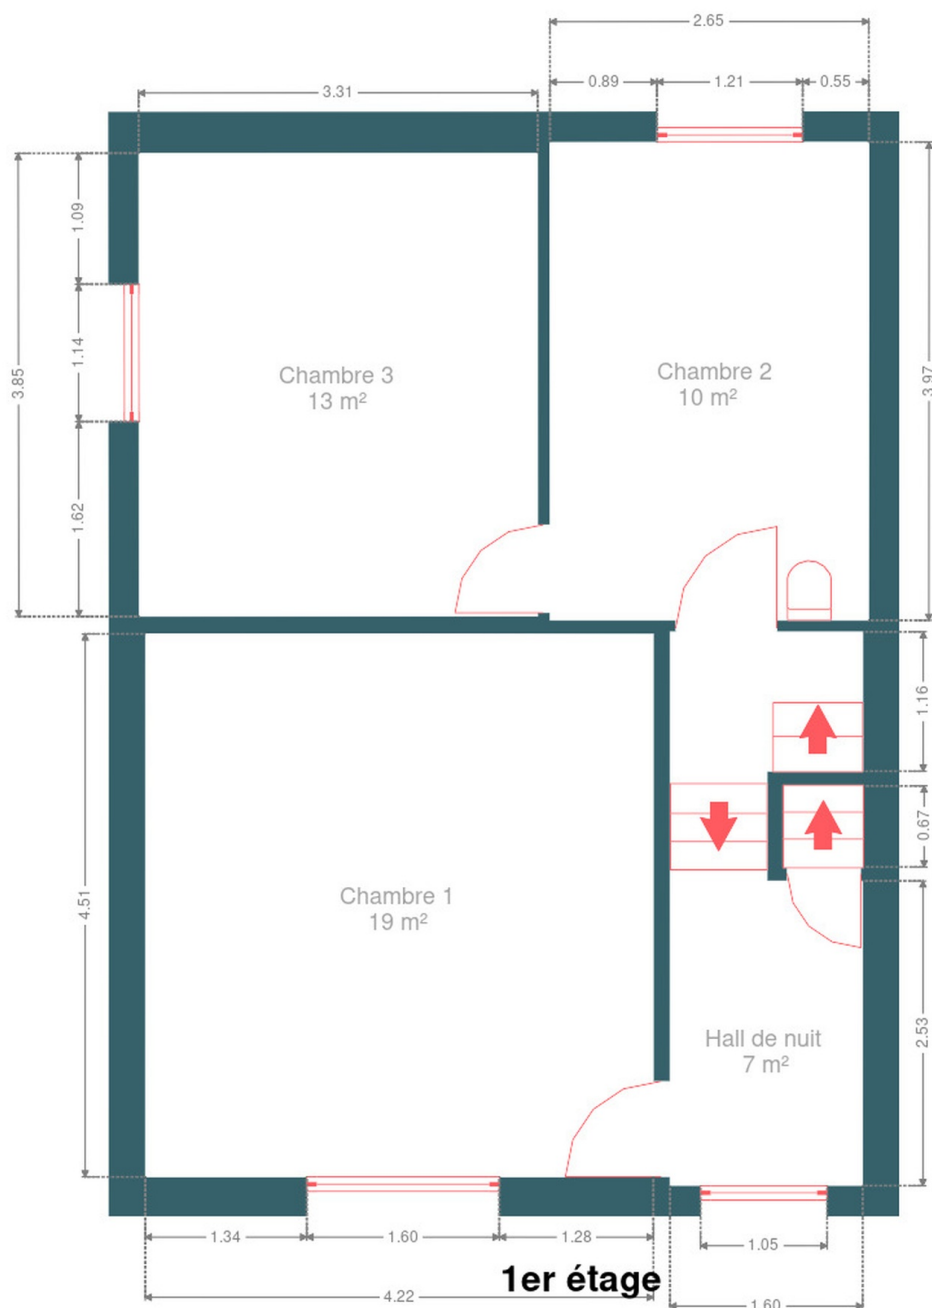 2.65
0.89
1.21
0.55
3.31
1.09
1.14
1.62
3.85
3.97
Chambre 3
13 m²
Chambre 2
10 m²
1.16
0.67
2.53
4.51
Chambre 1
19 m²
Hall de nuit
7 m²
1.34
1.60
1.28
1.05
4.22
1er étage
1.60